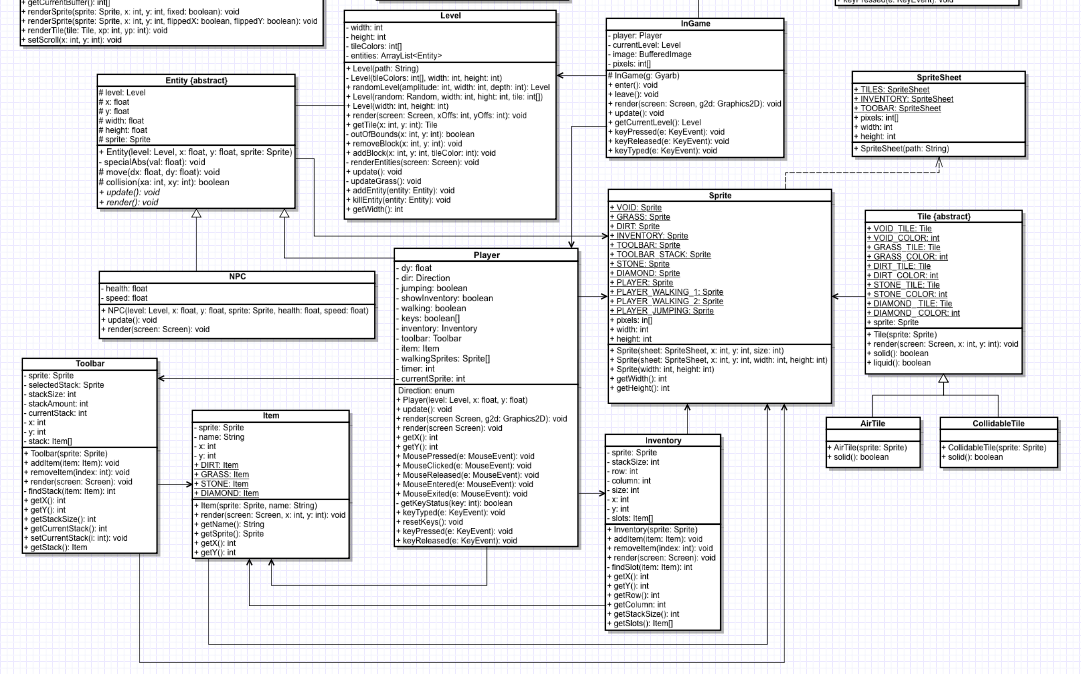 + getCurrentBuffer(): int[]
+ renderSprite(sprite: Sprite, x: int, y: int, fixed: boolean): void
+ renderSprite(sprite: Sprite, x: int, y: int, flippedX: boolean, flippedY: boolean): void
+ renderTile(tile: Tile, xp: int, yp: int): void
+ setScroll(x: int, y: int): void
Level
- width: int
- height: int
- tileColors: int[]
- entities: ArrayList<Entity>
+ Level(path: String)
- Level(tileColors: int[], width: int, height: int)
+ randomLevel(amplitude: int, width: int, depth: int): Level
+ Level(random: Random, width: int, hight: int, tile: int[])
+ Level(width: int, height: int)
+ render(screen: Screen, xOffs: int, yOffs: int): void
+ getTile(x: int, y: int): Tile
- outOfBounds(x: int, y: int): boolean
+ removeBlock(x: int, y: int): void
+ addBlock(x: int, y: int, tileColor: int): void
- renderEntities(screen: Screen): void
+ update(): void
- updateGrass(): void
+ addEntity(entity: Entity): void
+ killEntity(entity: Entity): void
+ getWidth(): int
InGame
- player: Player
- currentLevel: Level
- image: BufferedImage
- pixels: int[]
# InGame(g: Gyarb)
+ enter(): void
+ leave(): void
+ render(screen: Screen, g2d: Graphics2D): void
+ update(): void
+ getCurrentLevel(): Level
+ keyPressed(e: KeyEvent): void
+ keyReleased(e: KeyEvent): void
+ keyTyped(e: KeyEvent): void
+ keyPressed(e: KeyEvent): void
Entity {abstract}
# level: Level
# x: float
# y: float
# width: float
# height: float
# sprite: Sprite
+ Entity(level: Level, x: float, y: float, sprite: Sprite)
- specialAbs(val: float): void
# move(dx: float, dy: float): void
# collision(xa: int, xy: int): boolean
+ update(): void
+ render(): void
SpriteSheet
+ TILES: SpriteSheet
+ INVENTORY: SpriteSheet
+ TOOBAR: SpriteSheet
+ pixels: int[]
+ width: int
+ height: int
+ SpriteSheet(path: String)
Sprite
+ VOID: Sprite
+ GRASS: Sprite
+ DIRT: Sprite
+ INVENTORY: Sprite
+ TOOLBAR: Sprite
+ TOOLBAR_STACK: Sprite
+ STONE: Sprite
+ DIAMOND: Sprite
+ PLAYER: Sprite
+ PLAYER_WALKING_1: Sprite
+ PLAYER_WALKING_2: Sprite
+ PLAYER_JUMPING: Sprite
+ pixels: in[]
+ width: int
+ height: int
+ Sprite(sheet: SpriteSheet, x: int, y: int, size: int)
+ Sprite(sheet: SpriteSheet, x: int, y: int, width: int, height: int)
+ Sprite(width: int, height: int)
+ getWidth(): int
+ getHeight(): int
Tile {abstract}
+ VOID_TILE: Tile
+ VOID_COLOR: int
+ GRASS_TILE: Tile
+ GRASS_COLOR: int
+ DIRT_TILE: Tile
+ DIRT_COLOR: int
+ STONE_TILE: Tile
+ STONE_COLOR: int
+ DIAMOND_TILE: Tile
+ DIAMOND_COLOR: int
+ sprite: Sprite
+ Tile(sprite: Sprite)
+ render(screen: Screen, x: int, y: int): void
+ solid(): boolean
+ liquid(): boolean
NPC
- health: float
- speed: float
+ NPC(level: Level, x: float, y: float, sprite: Sprite, health: float, speed: float)
+ update(): void
+ render(screen: Screen): void
Player
- dy: float
- dir: Direction
- jumping: boolean
- showInventory: boolean
- walking: boolean
- keys: boolean[]
- inventory: Inventory
- toolbar: Toolbar
- item: Item
- walkingSprites: Sprite[]
- timer: int
- currentSprite: int
Direction: enum
+ Player(level: Level, x: float, y: float)
+ update(): void
+ render(screen Screen, g2d: Graphics2D): void
+ render(screen: Screen): void
+ getX(): int
+ getY(): int
+ MousePressed(e: MouseEvent): void
+ MouseClicked(e: MouseEvent): void
+ MouseReleased(e: MouseEvent): void
+ MouseEntered(e: MouseEvent): void
+ MouseExited(e: MouseEvent): void
- getKeyStatus(key: int): boolean
+ keyTyped(e: KeyEvent): void
+ resetKeys(): void
+ keyPressed(e: KeyEvent): void
+ keyReleased(e: KeyEvent): void
Toolbar
- sprite: Sprite
- selectedStack: Sprite
- stackSize: int
- stackAmount: int
- currentStack: int
- x: int
- y: int
- stack: Item[]
+ Toolbar(sprite: Sprite)
+ addItem(item: Item): void
+ removeItem(index: int): void
+ render(screen: Screen): void
- findStack(item: Item): int
+ getX(): int
+ getY(): int
+ getStackSize(): int
+ getCurrentStack(): int
+ setCurrentStack(i: int): void
+ getStack(): Item
Item
- sprite: Sprite
- name: String
- x: int
- y: int
+ DIRT: Item
+ GRASS: Item
+ STONE: Item
+ DIAMOND: Item
+ Item(sprite: Sprite, name: String)
+ render(screen: Screen, x: int, y: int): void
+ getName(): String
+ getSprite(): Sprite
+ getX(): int
+ getY(): int
Inventory
- sprite: Sprite
- stackSize: int
- row: int
- column: int
- size: int
- x: int
- y: int
- slots: Item[]
+ Inventory(sprite: Sprite)
+ addItem(item: Item): void
+ removeItem(index: int): void
+ render(screen: Screen): void
- findSlot(item: Item): int
+ getX(): int
+ getY(): int
+ getRow(): int
+ getColumn: int
+ getStackSize(): int
+ getSlots(): Item[]
AirTile
+ AirTile(sprite: Sprite)
+ solid(): boolean
CollidableTile
+ CollidableTile(sprite: Sprite)
+ solid(): boolean